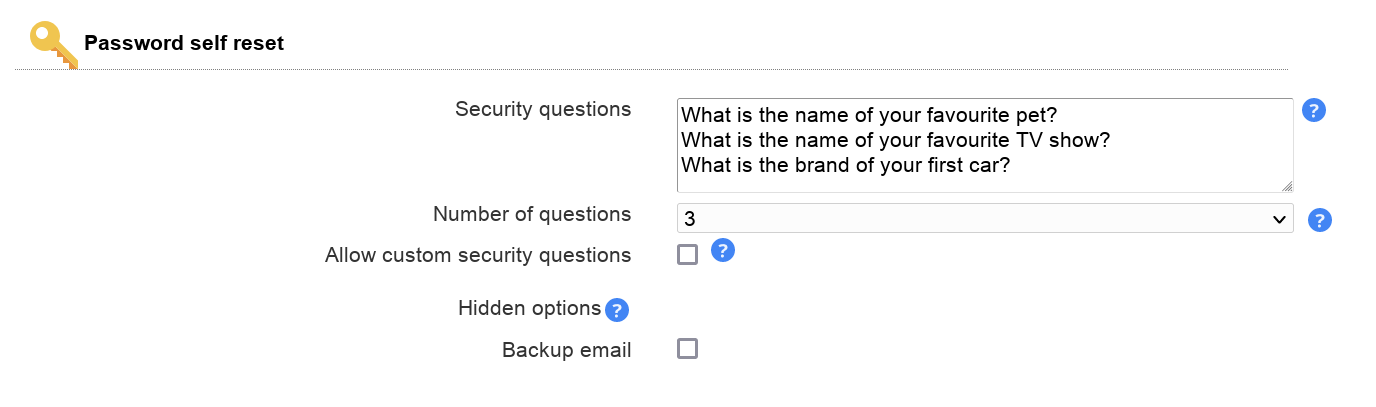 Password self reset
Security questions
What is the name of your favourite pet?
What is the name of your favourite TV show?
What is the brand of your first car?
?
Number of questions
3
?
Allow custom security questions
?
Hidden options ?
Backup email